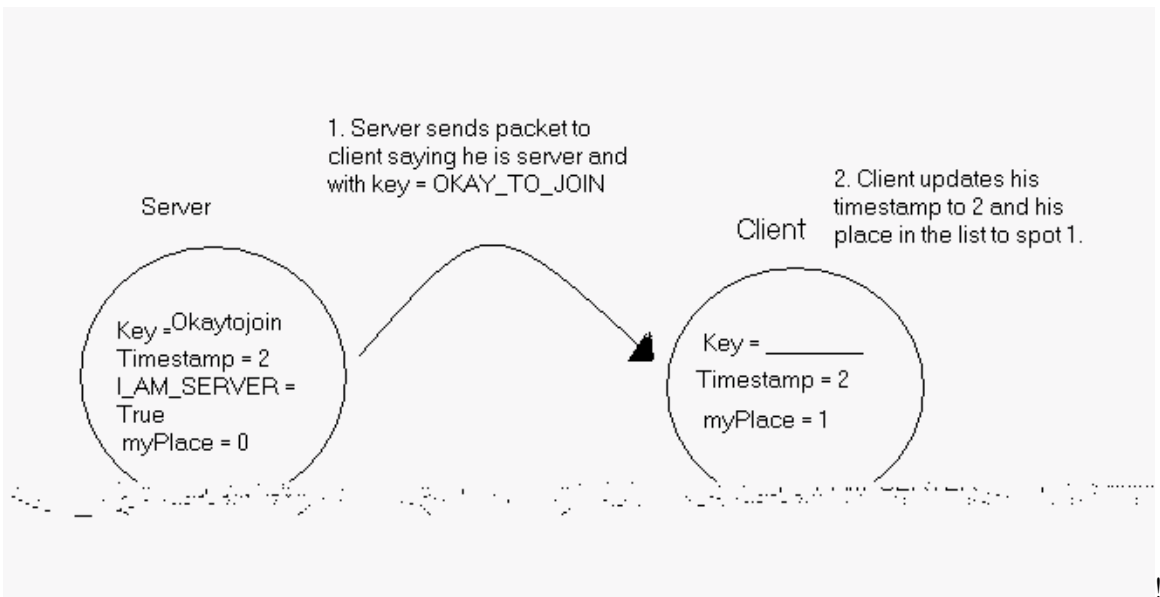 1. Server sends packet to
client saying he is server and
with key = OKAY_TO_JOIN
Server
2. Client updates his
timestamp to 2 and his
place in the list to spot 1.
Client
Key =Okaytojoin
Timestamp = 2
I_AM_SERVER =
True
myPlace = 0
Key = ________
Timestamp = 2
myPlace = 1
!